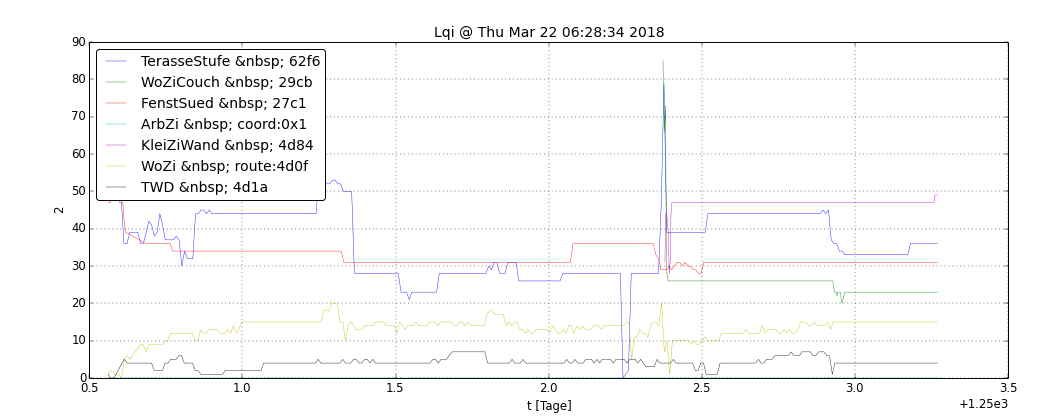 Lqi @ Thu Mar 22 06:28:34 2018
90
80
70
60
50
40
30
20
10
0
2
TerasseStufe &nbsp; 62f6
WoZiCouch &nbsp; 29cb
FenstSued &nbsp; 27c1
ArbZi &nbsp; coord:0x1
KleiZiWand &nbsp; 4d84
WoZi &nbsp; route:4d0f
TWD &nbsp; 4d1a
0.5 1.0 1.5 2.0 2.5 3.0 3.5
t [Tage]
+1.25e3